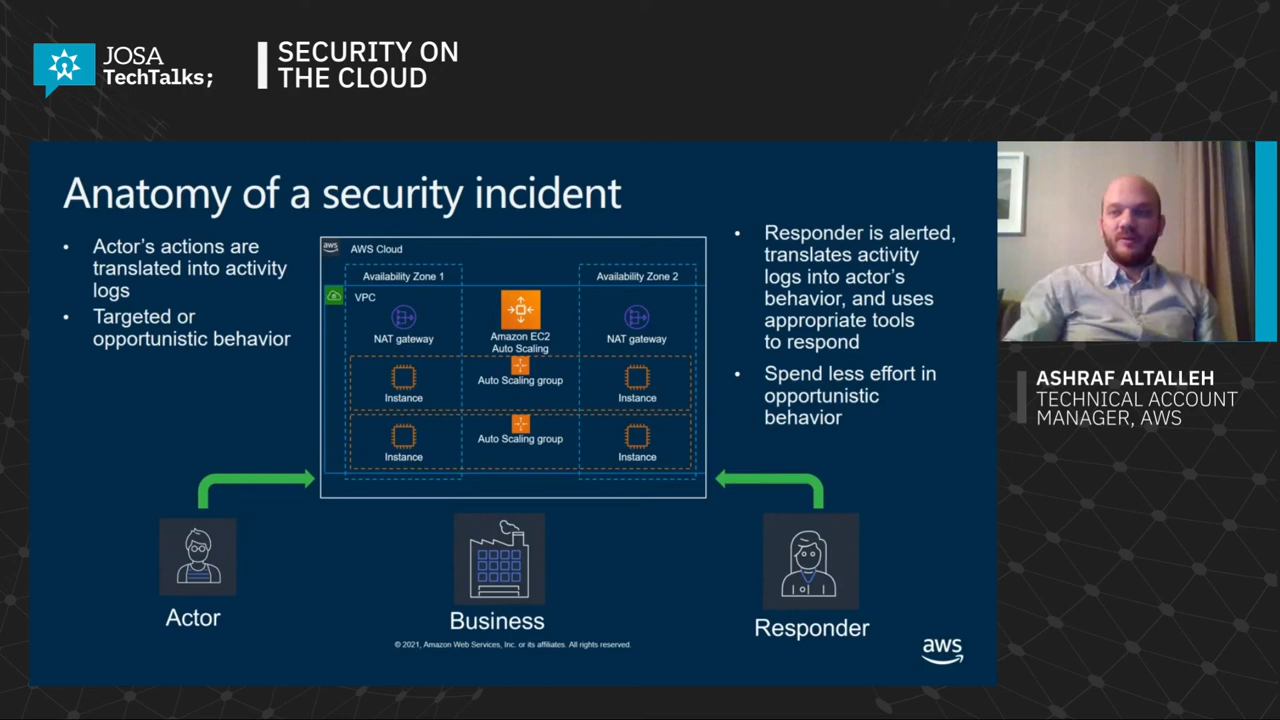 JOSA
TechTalks;
SECURITY ON
THE CLOUD
Anatomy of a security incident
• Actor's actions are
translated into activity
logs
• Targeted or
opportunistic behavior
aws
AWS Cloud
Availability Zone 1
Availability Zone 2
VPC
NAT gateway
Amazon EC2
Auto Scaling
NAT gateway
Instance
Auto Scaling group
Instance
Instance
Auto Scaling group
Instance
• Responder is alerted,
translates activity
logs into actor's
behavior, and uses
appropriate tools
to respond
• Spend less effort in
opportunistic
behavior
Actor
Business
Responder
© 2021, Amazon Web Services, Inc. or its affiliates. All rights reserved.
aws
ASHRAF ALTALLEH
TECHNICAL ACCOUNT
MANAGER, AWS